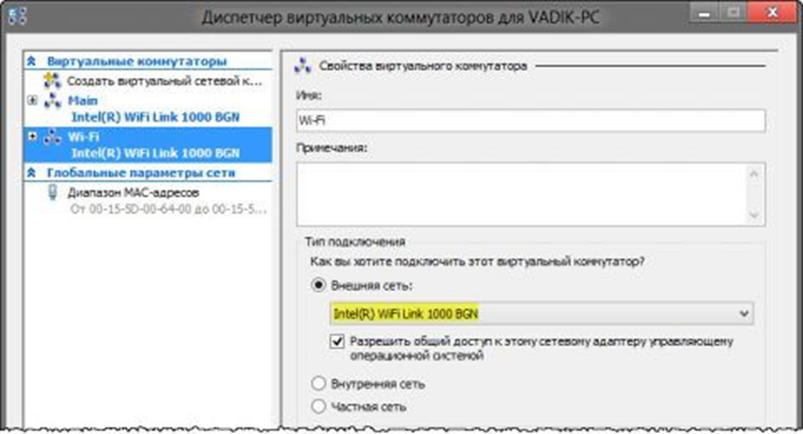 Диспетчер виртуальных коммутаторов для VADIK-PC
Виртуальные коммутаторы
Создать виртуальный сетевой к...
Main
Intel(R) WiFi Link 1000 BGN
Wi-Fi
Intel(R) WiFi Link 1000 BGN
Глобальные параметры сети
Диапазон MAC-адресов
От 00-15-5D-00-64-00 до 00-15-5...
Свойства виртуального коммутатора
Имя:
Wi-Fi
Примечания:
Тип подключения
Как вы хотите подключить этот виртуальный коммутатор?
Внешняя сеть:
Intel(R) WiFi Link 1000 BGN
Разрешить общий доступ к этому сетевому адаптеру управляющему
операционной системой
Внутренняя сеть
Частная сеть